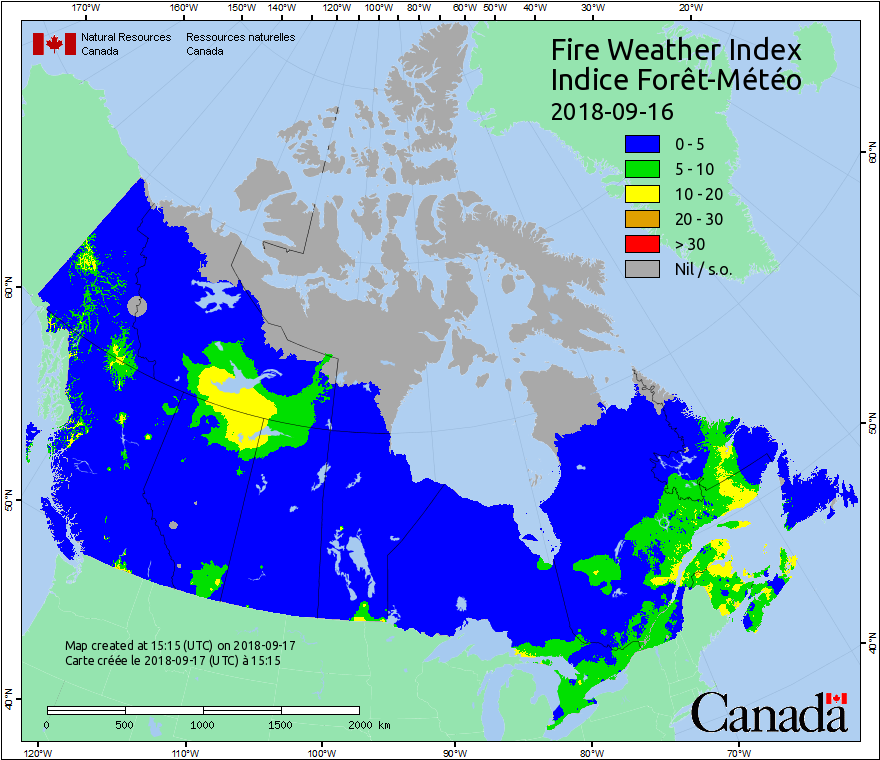 170°W 160°W 150°W 140°W 120°W 100°W 80°W 60°W 50°W 40°W 30°W 20°W
Natural Resources Ressources naturelles
Canada Canada
Fire Weather Index
Indice Forêt-Météo
2018-09-16
0 - 5
5 - 10
10 - 20
20 - 30
> 30
Nil / s.o.
60°N
60°N
50°N
50°N
40°N
40°N
Map created at 15:15 (UTC) on 2018-09-17
Carte créée le 2018-09-17 (UTC) à 15:15
0 500 1000 1500 2000 km
Canada
120°W 110°W 100°W 90°W 80°W 70°W